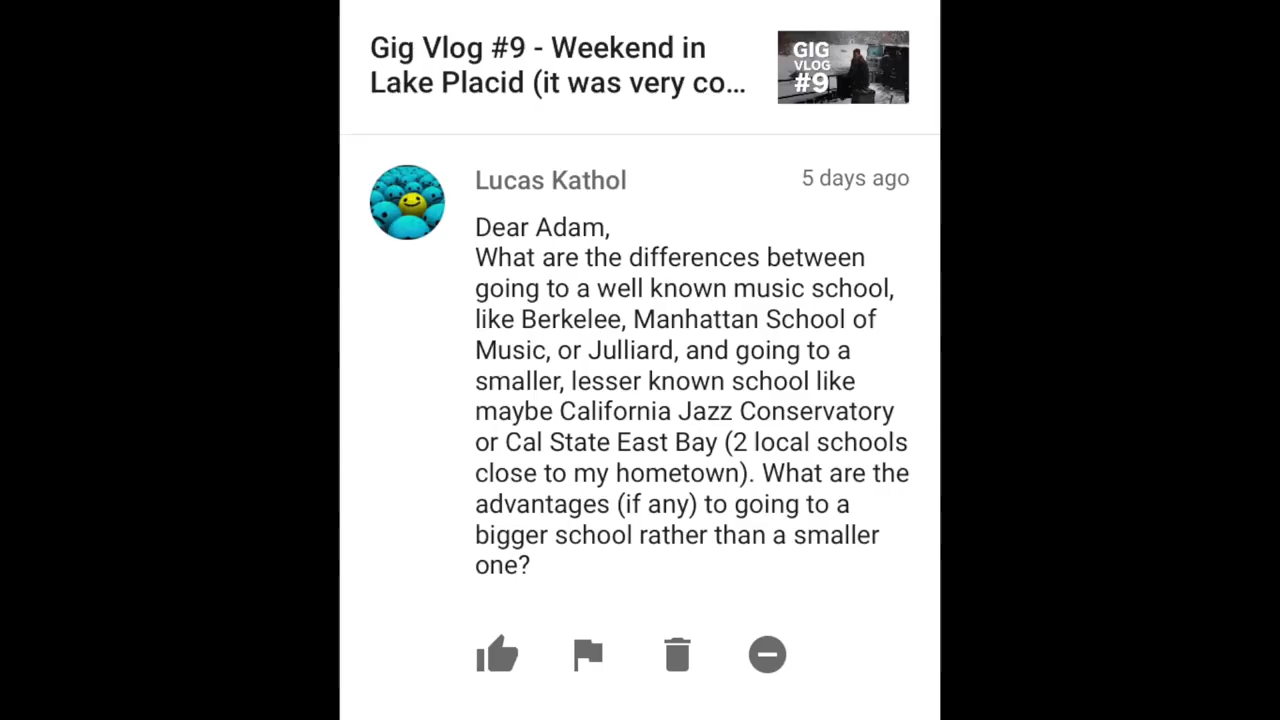 Gig Vlog #9 - Weekend in
Lake Placid (it was very co...
GIG
VLOG
#9
Lucas Kathol
5 days ago
Dear Adam,
What are the differences between
going to a well known music school,
like Berkelee, Manhattan School of
Music, or Julliard, and going to a
smaller, lesser known school like
maybe California Jazz Conservatory
or Cal State East Bay (2 local schools
close to my hometown). What are the
advantages (if any) to going to a
bigger school rather than a smaller
one?